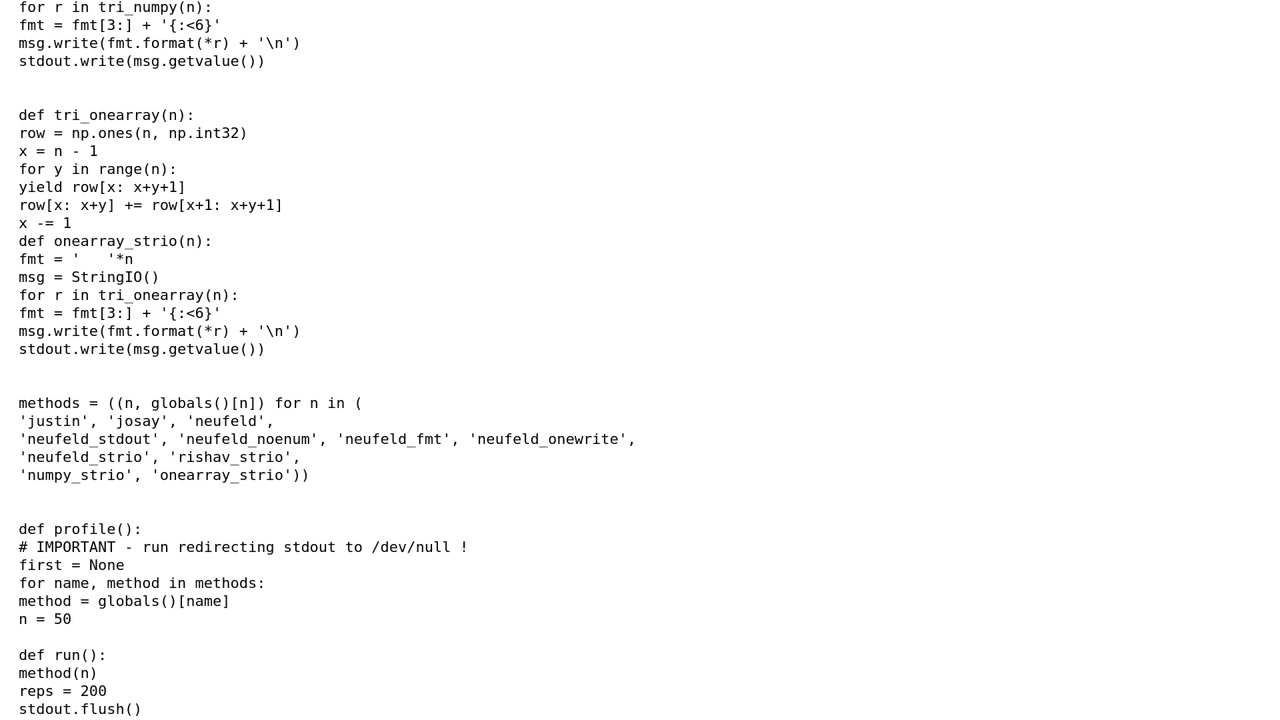 for r in tri_numpy(n):
fmt = fmt[3:] + '{:<6}'
msg.write(fmt.format(*r) + '\n')
stdout.write(msg.getvalue())


def tri_onearray(n):
row = np.ones(n, np.int32)
x = n - 1
for y in range(n):
yield row[x: x+y+1]
row[x: x+y] += row[x+1: x+y+1]
x -= 1
def onearray_strio(n):
fmt = '   '*n
msg = StringIO()
for r in tri_onearray(n):
fmt = fmt[3:] + '{:<6}'
msg.write(fmt.format(*r) + '\n')
stdout.write(msg.getvalue())


methods = ((n, globals()[n]) for n in (
'justin', 'josay', 'neufeld',
'neufeld_stdout', 'neufeld_noenum', 'neufeld_fmt', 'neufeld_onewrite',
'neufeld_strio', 'rishav_strio',
'numpy_strio', 'onearray_strio'))


def profile():
# IMPORTANT - run redirecting stdout to /dev/null !
first = None
for name, method in methods:
method = globals()[name]
n = 50

def run():
method(n)
reps = 200
stdout.flush()